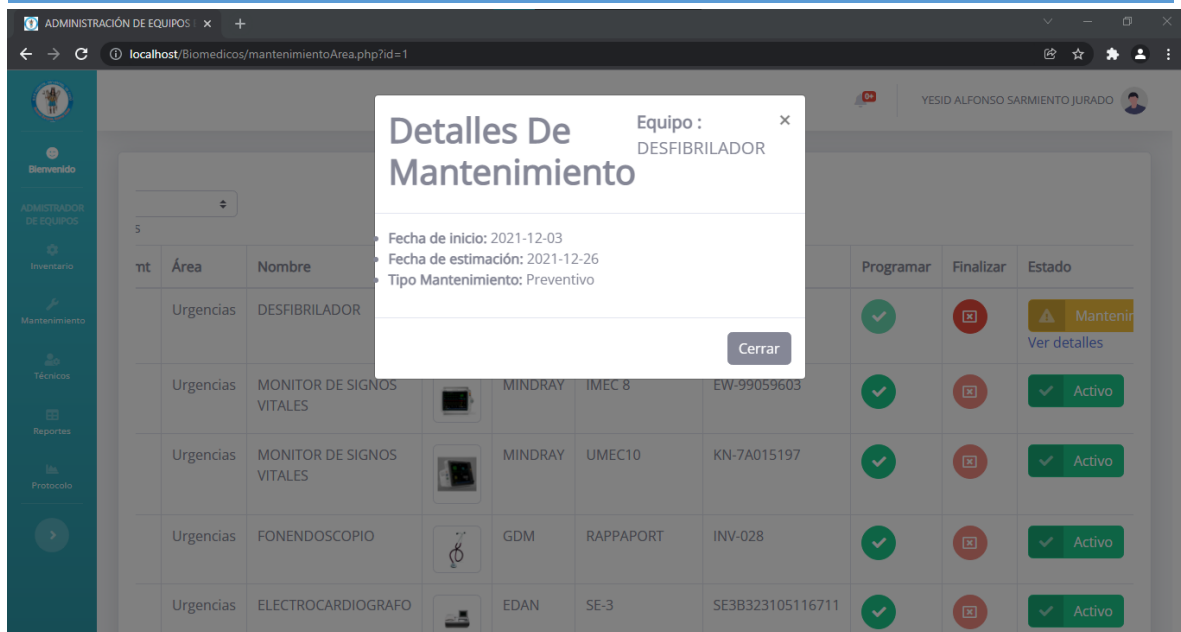 ADMINISTRACIÓN DE EQUIPOS
localhost/Biomedicos/mantenimientoArea.php?id=1
0+
YESID ALFONSO SARMIENTO JURADO
Bienvenido
ADMISTRADOR
DE EQUIPOS
Inventario
Mantenimiento
Técnicos
Reportes
Protocolo
Detalles De
Mantenimiento
Equipo :
DESFIBRILADOR
×
Fecha de inicio: 2021-12-03
Fecha de estimación: 2021-12-26
Tipo Mantenimiento: Preventivo
Cerrar
s
nt Área Nombre Programar Finalizar Estado
Urgencias DESFIBRILADOR Mantenir
Ver detalles
Urgencias MONITOR DE SIGNOS MINDRAY IMEC 8 EW-99059603 Activo
VITALES
Urgencias MONITOR DE SIGNOS MINDRAY UMEC10 KN-7A015197 Activo
VITALES
Urgencias FONENDOSCOPIO GDM RAPPAPORT INV-028 Activo
Urgencias ELECTROCARDIOGRAFO EDAN SE-3 SE3B323105116711 Activo